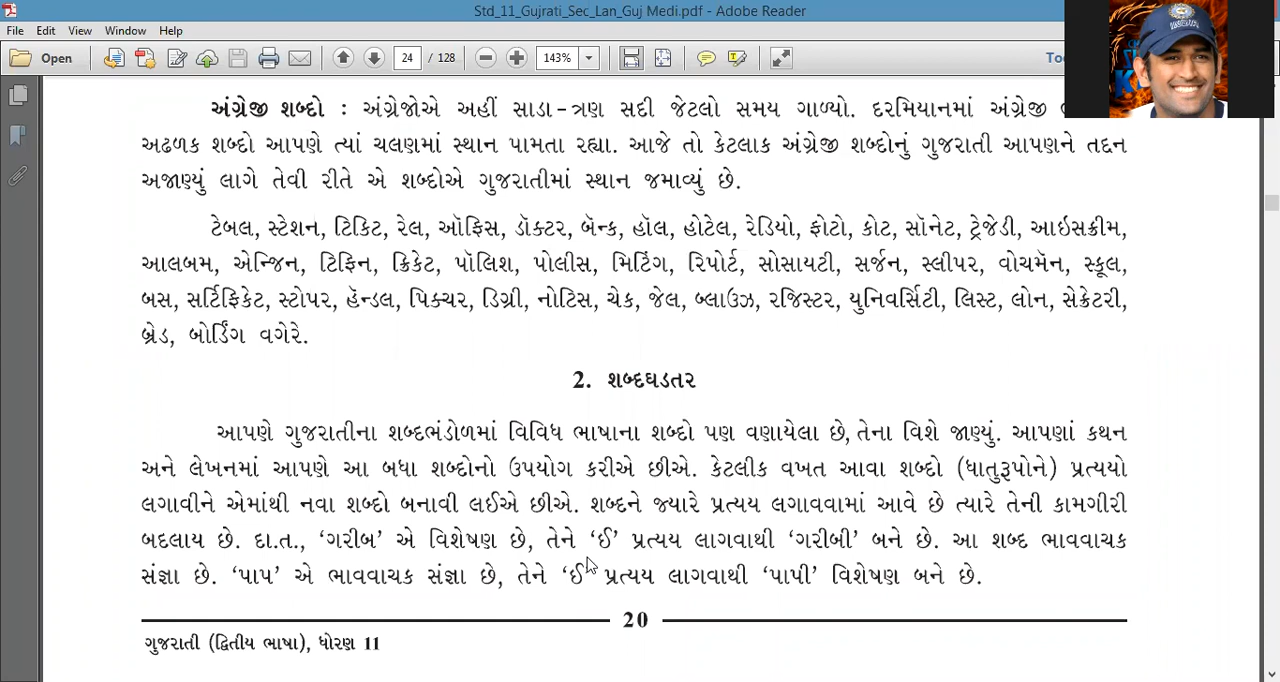 Std_11_Gujrati_Sec_Lan_Guj Medi.pdf - Adobe Reader
File Edit View Window Help
Open 24 / 128 143%
અંગ્રેજી શબ્દો : અંગ્રેજોએ અહીં સાડા-ત્રણ સદી જેટલો સમય ગાળ્યો. દરમિયાનમાં અંગ્રેજી
અઢળક શબ્દો આપણે ત્યાં ચલણમાં સ્થાન પામતા રહ્યા. આજે તો કેટલાક અંગ્રેજી શબ્દોનું ગુજરાતી આપણને તદ્દન
અજાણ્યું લાગે તેવી રીતે એ શબ્દોએ ગુજરાતીમાં સ્થાન જમાવ્યું છે.
ટેબલ, સ્ટેશન, ટિકિટ, રેલ, ઑફિસ, ડૉક્ટર, બૅન્ક, હૉલ, હોટેલ, રેડિયો, ફોટો, કોટ, સૉનેટ, ટ્રેજેડી, આઇસક્રીમ,
આલબમ, એન્જિન, ટિફિન, ક્રિકેટ, પૉલિશ, પોલીસ, મિટિંગ, રિપોર્ટ, સોસાયટી, સર્જન, સ્લીપર, વોચમૅન, સ્કૂલ,
બસ, સર્ટિફિકેટ, સ્ટોપર, હૅન્ડલ, પિક્ચર, ડિગ્રી, નોટિસ, ચેક, જેલ, બ્લાઉઝ, રજિસ્ટર, યુનિવર્સિટી, લિસ્ટ, લોન, સેક્રેટરી,
બ્રેડ, બોર્ડિંગ વગેરે.
2. શબ્દઘડતર
આપણે ગુજરાતીના શબ્દભંડોળમાં વિવિધ ભાષાના શબ્દો પણ વણાયેલા છે, તેના વિશે જાણ્યું. આપણાં કથન
અને લેખનમાં આપણે આ બધા શબ્દોનો ઉપયોગ કરીએ છીએ. કેટલીક વખત આવા શબ્દો (ધાતુરૂપોને) પ્રત્યયો
લગાવીને એમાંથી નવા શબ્દો બનાવી લઈએ છીએ. શબ્દને જ્યારે પ્રત્યય લગાવવામાં આવે છે ત્યારે તેની કામગીરી
બદલાય છે. દા.ત., ‘ગરીબ’ એ વિશેષણ છે, તેને ‘ઈ’ પ્રત્યય લાગવાથી ‘ગરીબી’ બને છે. આ શબ્દ ભાવવાચક
સંજ્ઞા છે. ‘પાપ’ એ ભાવવાચક સંજ્ઞા છે, તેને ‘ઈ’ પ્રત્યય લાગવાથી ‘પાપી’ વિશેષણ બને છે.
20
ગુજરાતી (દ્વિતીય ભાષા), ધોરણ 11